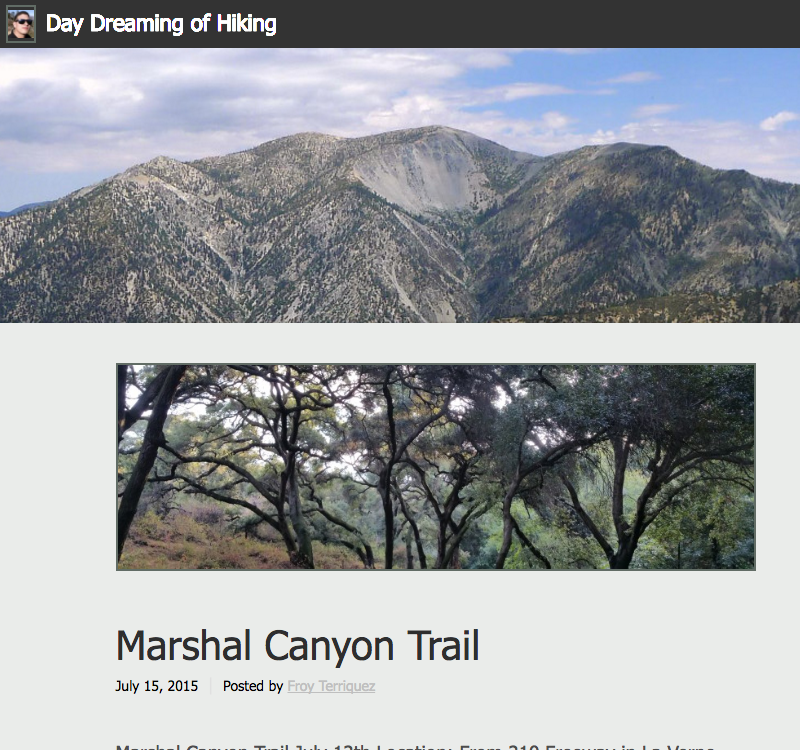 Day Dreaming of Hiking
Marshal Canyon Trail
July 15, 2015 Posted by Froy Terriquez
Marshal Canyon Trail July 12th Location: From 210 Freeway in La Verne